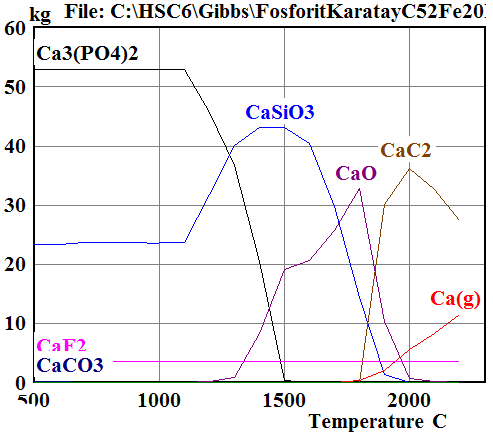 kg File: C:\HSC6\Gibbs\FosforitKaratayC52Fe20
60
Ca3(PO4)2
50
CaSiO3
40
CaC2
CaO
30
20
Ca(g)
10
CaF2
CaCO3
0
500 1000 1500 2000
Temperature C